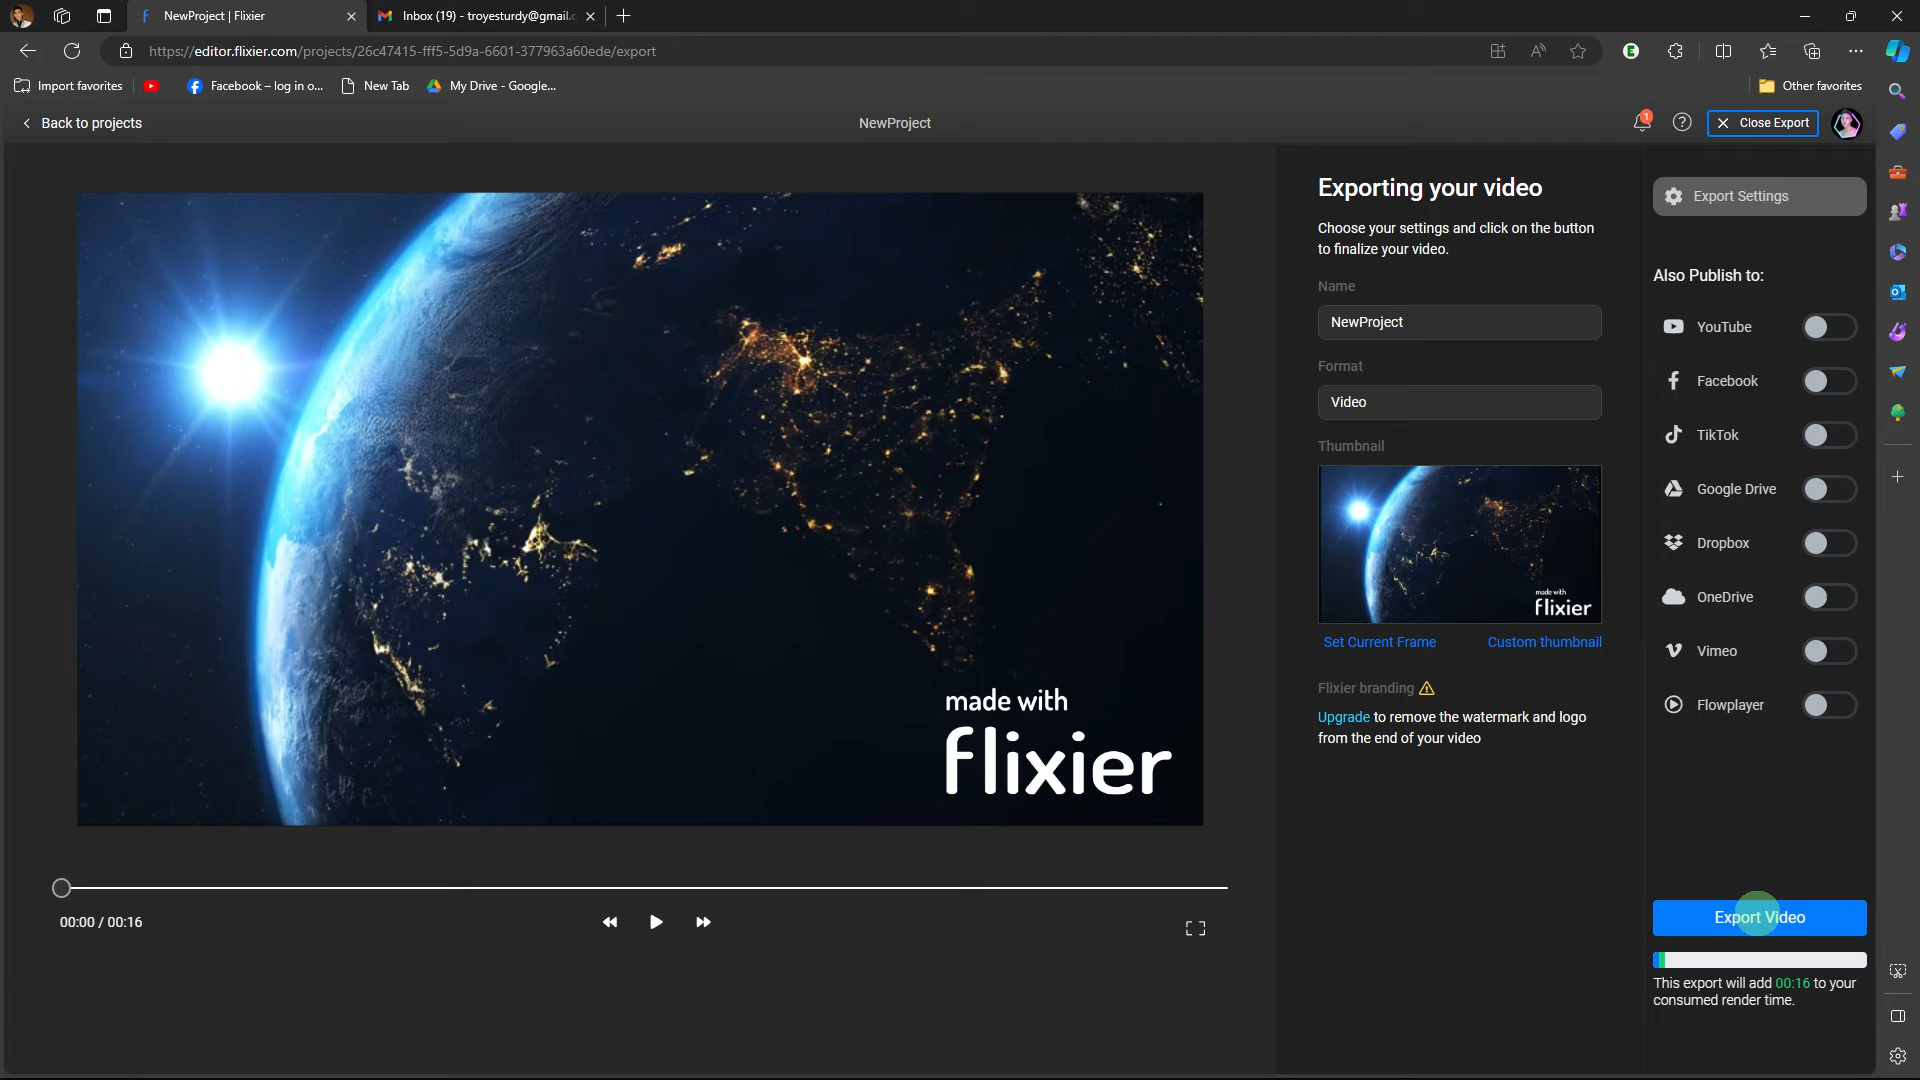 NewProject | Flixier
Inbox (19) - troyesturdy@gmail.c
https://editor.flixier.com/projects/26c47415-fff5-5d9a-6601-377963a60ede/export
Import favorites
Facebook – log in o...
New Tab
My Drive - Google...
Other favorites
Back to projects
NewProject
1
Close Export
made with
flixier
00:00 / 00:16
Exporting your video
Choose your settings and click on the button
to finalize your video.
Name
NewProject
Format
Video
Thumbnail
made with
flixier
Set Current Frame
Custom thumbnail
Flixier branding
Upgrade to remove the watermark and logo
from the end of your video
Export Settings
Also Publish to:
YouTube
Facebook
TikTok
Google Drive
Dropbox
OneDrive
Vimeo
Flowplayer
Export Video
This export will add 00:16 to your
consumed render time.